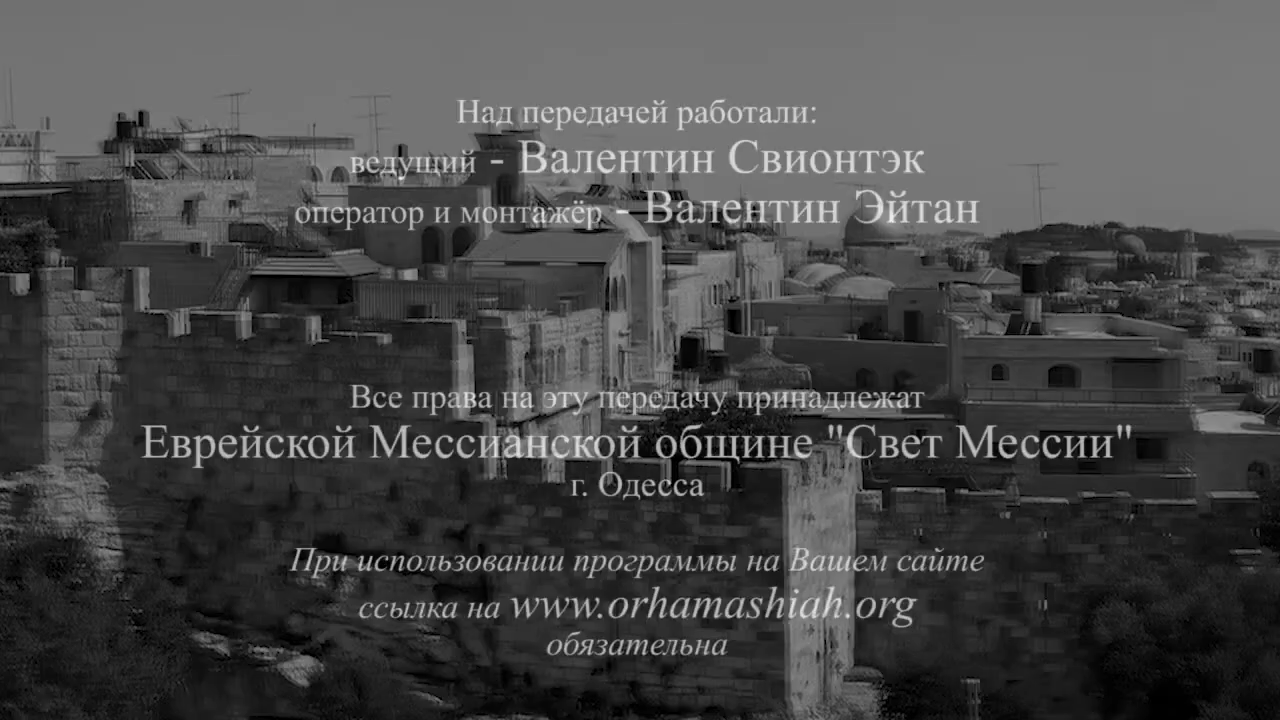 Над передачей работали:
ведущий - Валентин Свионтэк
оператор и монтажёр - Валентин Эйтан
Все права на эту передачу принадлежат
Еврейской Мессианской общине "Свет Мессии"
г. Одесса
При использовании программы на Вашем сайте
ссылка на www.orhamashiah.org
обязательна